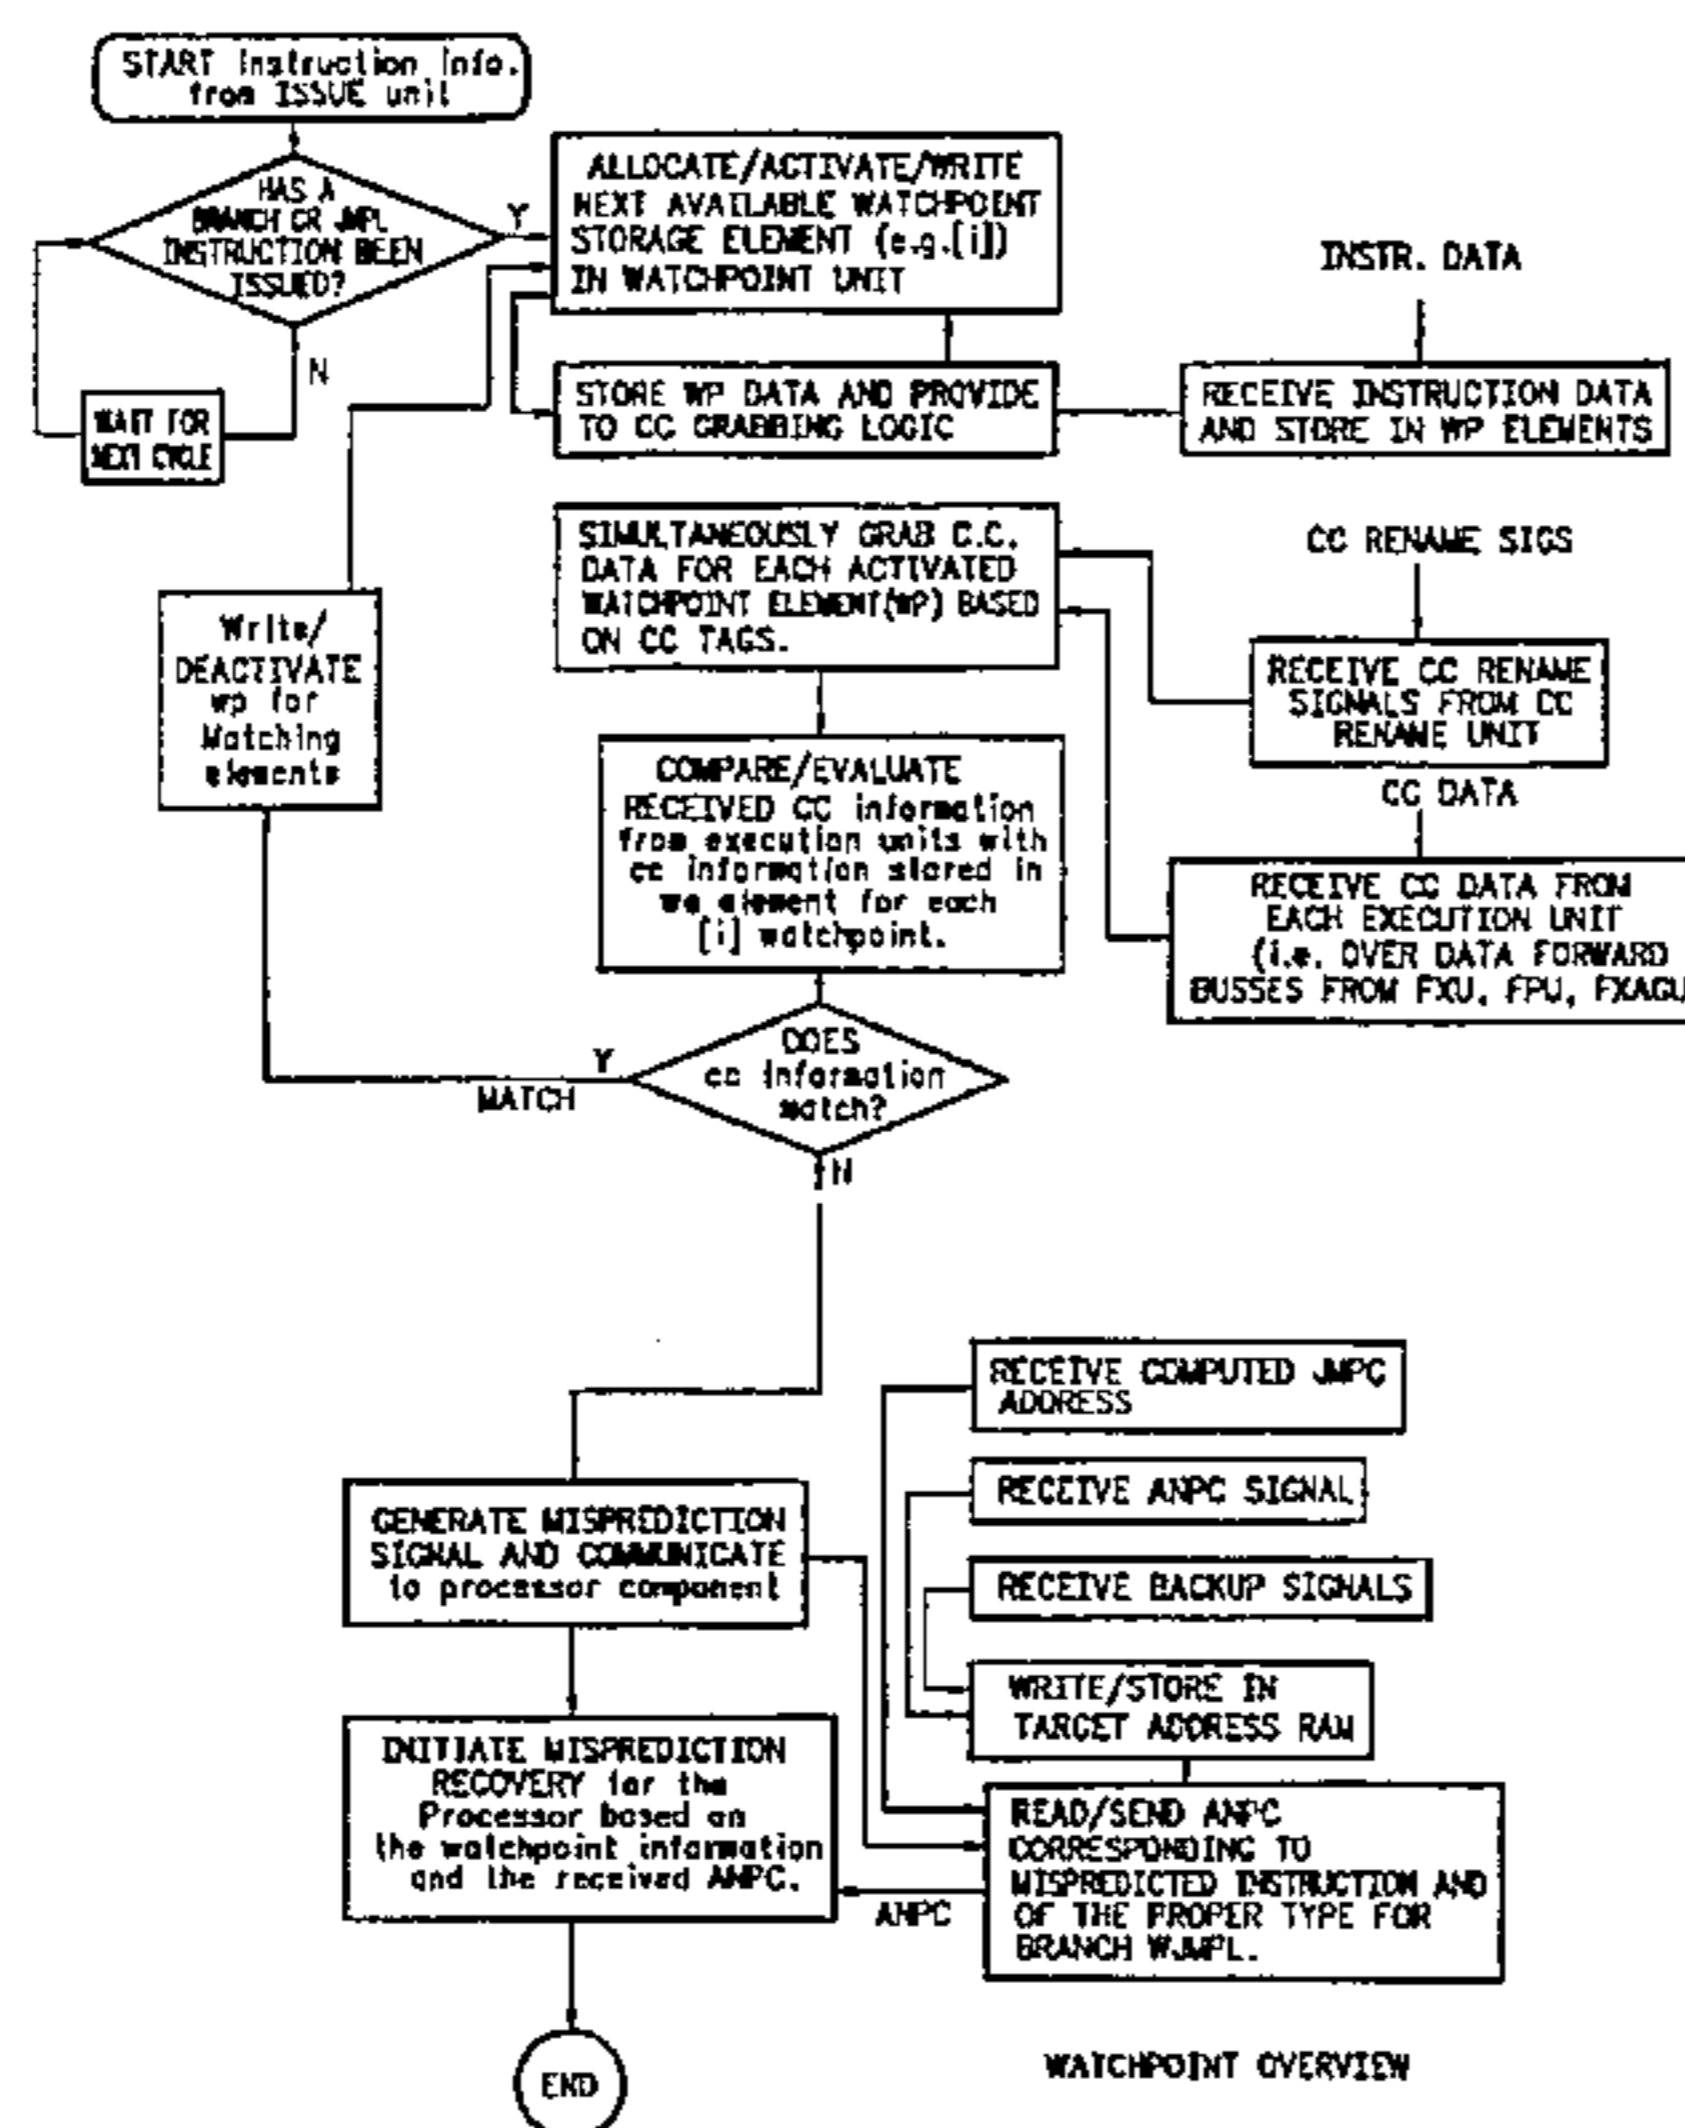 START Instruction Info.
from ISSUE unit
HAS A
BRANCH OR JMPL
INSTRUCTION BEEN
ISSUED?
Y
N
WAIT FOR
NEXT CYCLE
ALLOCATE/ACTIVATE/WRITE
NEXT AVAILABLE WATCHPOINT
STORAGE ELEMENT (e.g.[i])
IN WATCHPOINT UNIT
INSTR. DATA
STORE WP DATA AND PROVIDE
TO CC GRABBING LOGIC
RECEIVE INSTRUCTION DATA
AND STORE IN WP ELEMENTS
SIMULTANEOUSLY GRAB C.C.
DATA FOR EACH ACTIVATED
WATCHPOINT ELEMENT(WP) BASED
ON CC TAGS.
CC RENAME SIGS
RECEIVE CC RENAME
SIGNALS FROM CC
RENAME UNIT
Write/
DEACTIVATE
wp for
Matching
elements
COMPARE/EVALUATE
RECEIVED CC information
from execution units with
cc information stored in
element for each
[i] watchpoint.
CC DATA
RECEIVE CC DATA FROM
EACH EXECUTION UNIT
(i.e. OVER DATA FORWARD
BUSSES FROM FXU, FPU, FXAGU
DOES
cc Information
match?
Y
MATCH
N
RECEIVE COMPUTED JMPC
ADDRESS
RECEIVE ANPC SIGNAL
RECEIVE BACKUP SIGNALS
WRITE/STORE IN
TARGET ADDRESS RAM
GENERATE MISPREDICTION
SIGNAL AND COMMUNICATE
to processor component
INITIATE MISPREDICTION
RECOVERY for the
Processor based on
the watchpoint information
and the received ANPC.
READ/SEND ANPC
CORRESPONDING TO
MISPREDICTED INSTRUCTION AND
OF THE PROPER TYPE FOR
BRANCH WJMPL.
ANPC
END
WATCHPOINT OVERVIEW